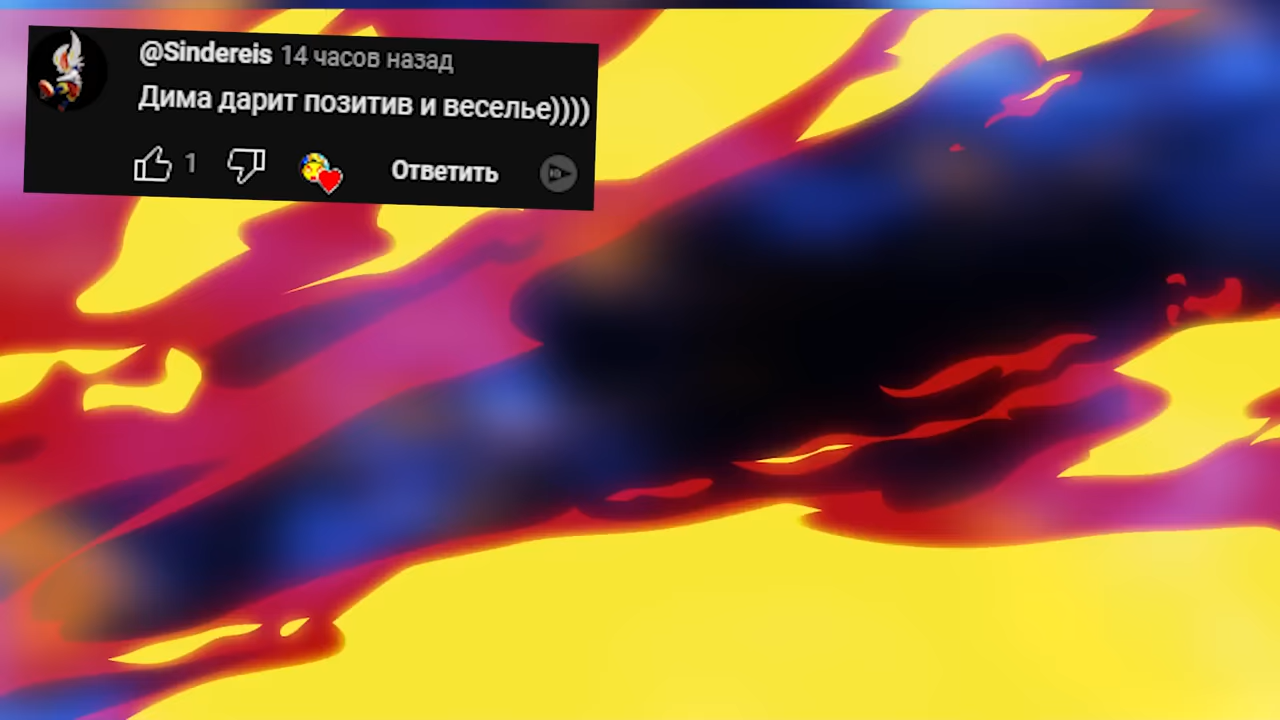 @Sindereis 14 часов назад
Дима дарит позитив и веселье))))
1
Ответить